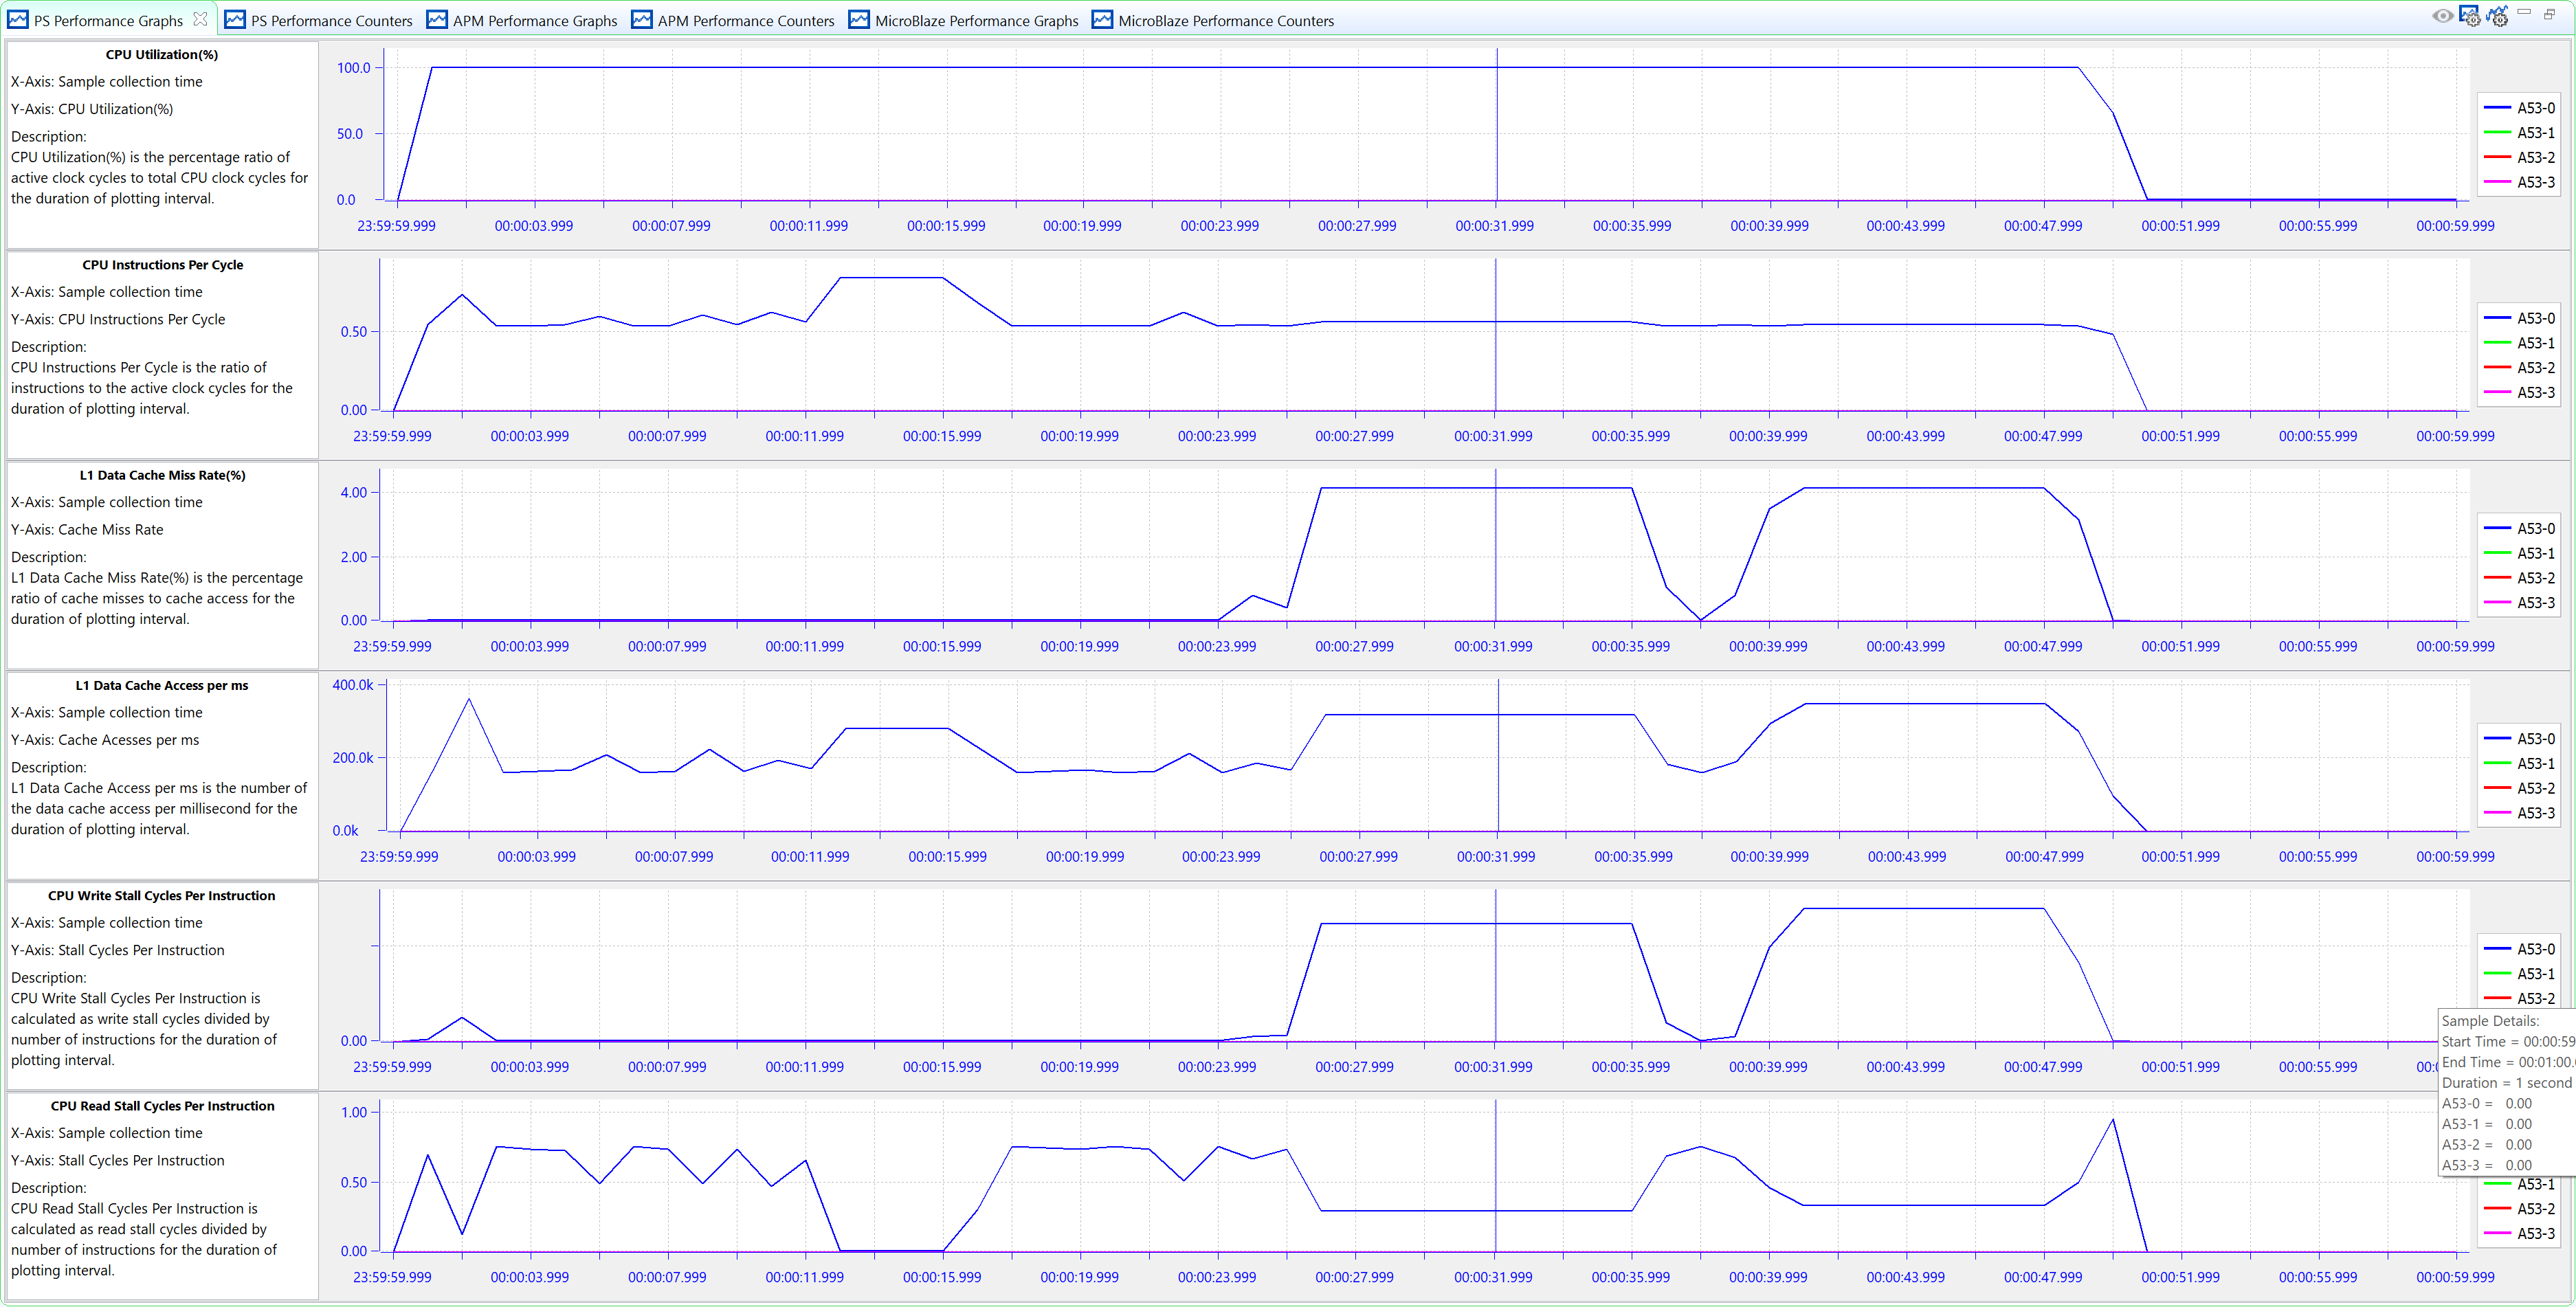 PS Performance Graphs PS Performance Counters APM Performance Graphs APM Performance Counters MicroBlaze Performance Graphs MicroBlaze Performance Counters
CPU Utilization(%)
X-Axis: Sample collection time
Y-Axis: CPU Utilization(%)
Description:
CPU Utilization(%) is the percentage ratio of
active clock cycles to total CPU clock cycles for
the duration of plotting interval.
100.0
50.0
0.0
23:59:59.999 00:00:03.999 00:00:07.999 00:00:11.999 00:00:15.999 00:00:19.999 00:00:23.999 00:00:27.999 00:00:31.999 00:00:35.999 00:00:39.999 00:00:43.999 00:00:47.999 00:00:51.999 00:00:55.999 00:00:59.999
A53-0
A53-1
A53-2
A53-3
CPU Instructions Per Cycle
X-Axis: Sample collection time
Y-Axis: CPU Instructions Per Cycle
Description:
CPU Instructions Per Cycle is the ratio of
instructions to the active clock cycles for the
duration of plotting interval.
0.50
0.00
23:59:59.999 00:00:03.999 00:00:07.999 00:00:11.999 00:00:15.999 00:00:19.999 00:00:23.999 00:00:27.999 00:00:31.999 00:00:35.999 00:00:39.999 00:00:43.999 00:00:47.999 00:00:51.999 00:00:55.999 00:00:59.999
A53-0
A53-1
A53-2
A53-3
L1 Data Cache Miss Rate(%)
X-Axis: Sample collection time
Y-Axis: Cache Miss Rate
Description:
L1 Data Cache Miss Rate(%) is the percentage
ratio of cache misses to cache access for the
duration of plotting interval.
4.00
2.00
0.00
23:59:59.999 00:00:03.999 00:00:07.999 00:00:11.999 00:00:15.999 00:00:19.999 00:00:23.999 00:00:27.999 00:00:31.999 00:00:35.999 00:00:39.999 00:00:43.999 00:00:47.999 00:00:51.999 00:00:55.999 00:00:59.999
A53-0
A53-1
A53-2
A53-3
L1 Data Cache Access per ms
X-Axis: Sample collection time
Y-Axis: Cache Acesses per ms
Description:
L1 Data Cache Access per ms is the number of
the data cache access per millisecond for the
duration of plotting interval.
400.0k
200.0k
0.0k
23:59:59.999 00:00:03.999 00:00:07.999 00:00:11.999 00:00:15.999 00:00:19.999 00:00:23.999 00:00:27.999 00:00:31.999 00:00:35.999 00:00:39.999 00:00:43.999 00:00:47.999 00:00:51.999 00:00:55.999 00:00:59.999
A53-0
A53-1
A53-2
A53-3
CPU Write Stall Cycles Per Instruction
X-Axis: Sample collection time
Y-Axis: Stall Cycles Per Instruction
Description:
CPU Write Stall Cycles Per Instruction is
calculated as write stall cycles divided by
number of instructions for the duration of
plotting interval.
0.00
23:59:59.999 00:00:03.999 00:00:07.999 00:00:11.999 00:00:15.999 00:00:19.999 00:00:23.999 00:00:27.999 00:00:31.999 00:00:35.999 00:00:39.999 00:00:43.999 00:00:47.999 00:00:51.999 00:00:55.999
A53-0
A53-1
A53-2
Sample Details:
Start Time = 00:00:59
End Time = 00:01:00.
Duration = 1 second
A53-0 = 0.00
A53-1 = 0.00
A53-2 = 0.00
A53-3 = 0.00
CPU Read Stall Cycles Per Instruction
X-Axis: Sample collection time
Y-Axis: Stall Cycles Per Instruction
Description:
CPU Read Stall Cycles Per Instruction is
calculated as read stall cycles divided by
number of instructions for the duration of
plotting interval.
1.00
0.50
0.00
23:59:59.999 00:00:03.999 00:00:07.999 00:00:11.999 00:00:15.999 00:00:19.999 00:00:23.999 00:00:27.999 00:00:31.999 00:00:35.999 00:00:39.999 00:00:43.999 00:00:47.999 00:00:51.999 00:00:55.999 00:00:59.999
A53-1
A53-2
A53-3